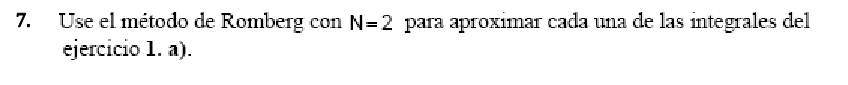 7. Use el método de Romberg con N=2 para aproximar cada una de las integrales del
ejercicio 1. a).